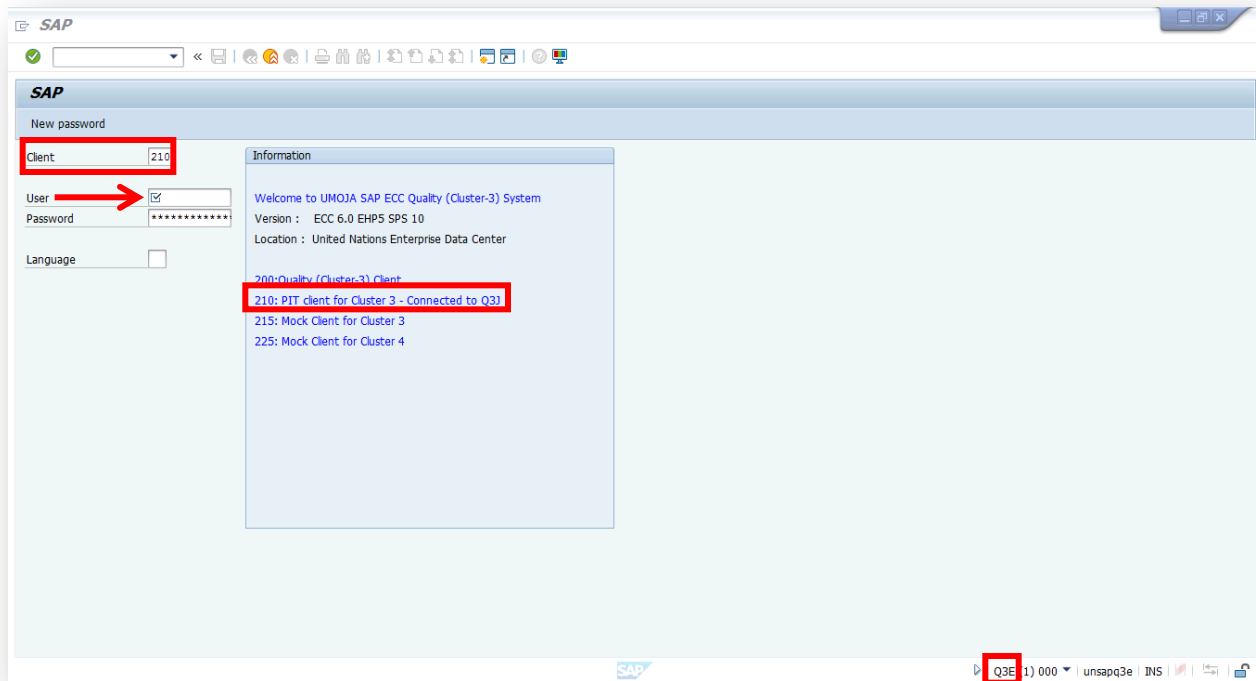 SAP
SAP
New password
Client 210
User
Password ************
Language
Information
Welcome to UMOJA SAP ECC Quality (Cluster-3) System
Version : ECC 6.0 EHP5 SPS 10
Location : United Nations Enterprise Data Center
200:Quality (Cluster-3) Client
210: PIT client for Cluster 3 - Connected to Q3J
215: Mock Client for Cluster 3
225: Mock Client for Cluster 4
SAP
Q3E (1) 000 unsapq3e INS